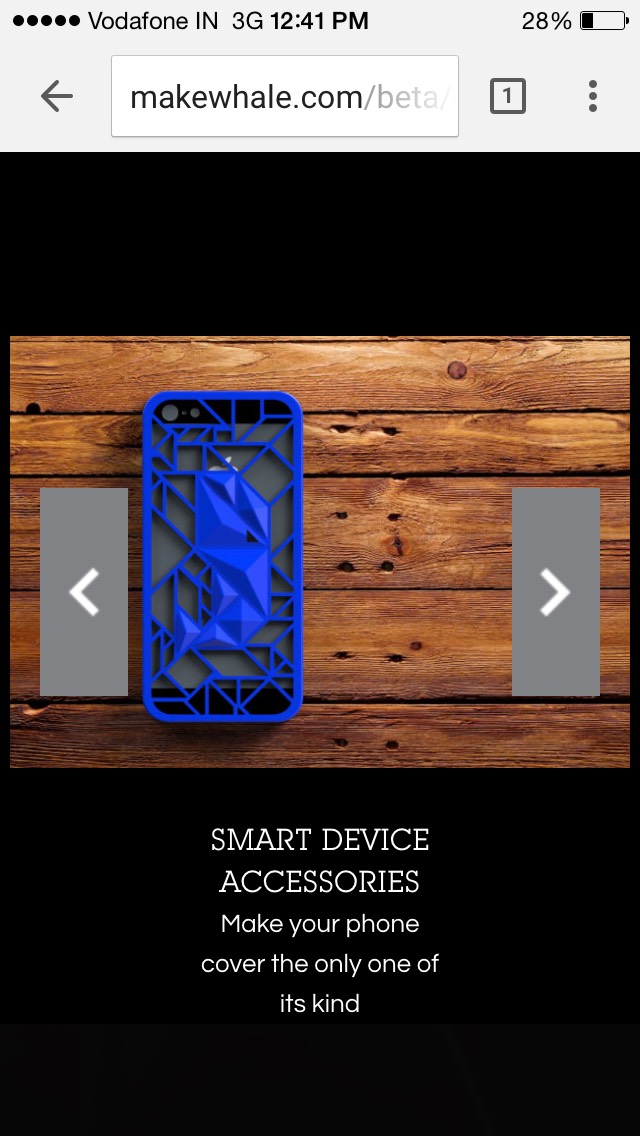 Vodafone IN 3G 12:41 PM 28%
makewhale.com/beta/
1
SMART DEVICE
ACCESSORIES
Make your phone
cover the only one of
its kind